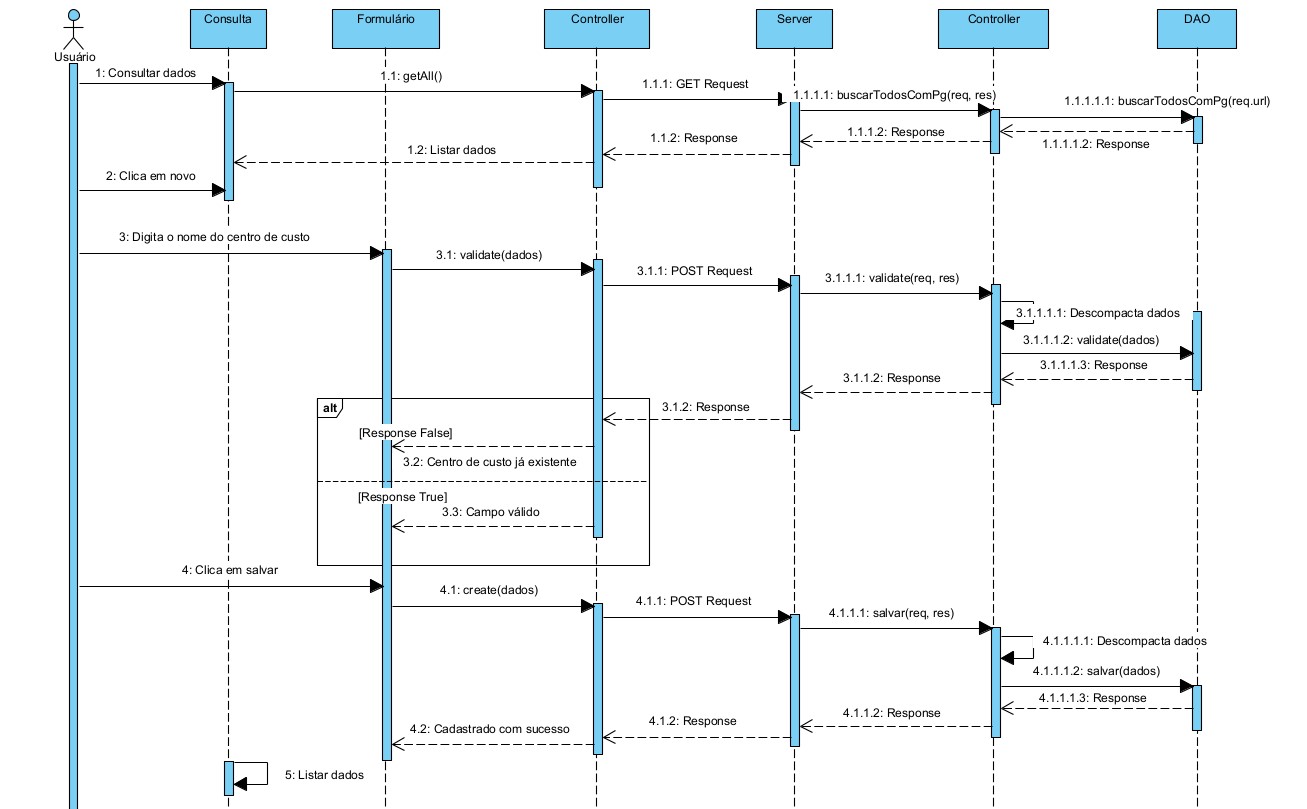 Consulta
Formulário
Controller
Server
Controller
DAO
Usuário
1: Consultar dados
1.1: getAll()
1.1.1: GET Request
1.1.1.1: buscarTodosComPg(req, res)
1.1.1.1.1: buscarTodosComPg(req.url)
1.1.1.1.2: Response
1.1.1.2: Response
1.1.2: Response
1.2: Listar dados
2: Clica em novo
3: Digita o nome do centro de custo
3.1: validate(dados)
3.1.1: POST Request
3.1.1.1: validate(req, res)
3.1.1.1.1: Descompacta dados
3.1.1.1.2: validate(dados)
3.1.1.1.3: Response
3.1.1.2: Response
3.1.2: Response
alt
[Response False]
3.2: Centro de custo já existente
[Response True]
3.3: Campo válido
4: Clica em salvar
4.1: create(dados)
4.1.1: POST Request
4.1.1.1: salvar(req, res)
4.1.1.1.1: Descompacta dados
4.1.1.1.2: salvar(dados)
4.1.1.1.3: Response
4.1.1.2: Response
4.1.2: Response
4.2: Cadastrado com sucesso
5: Listar dados